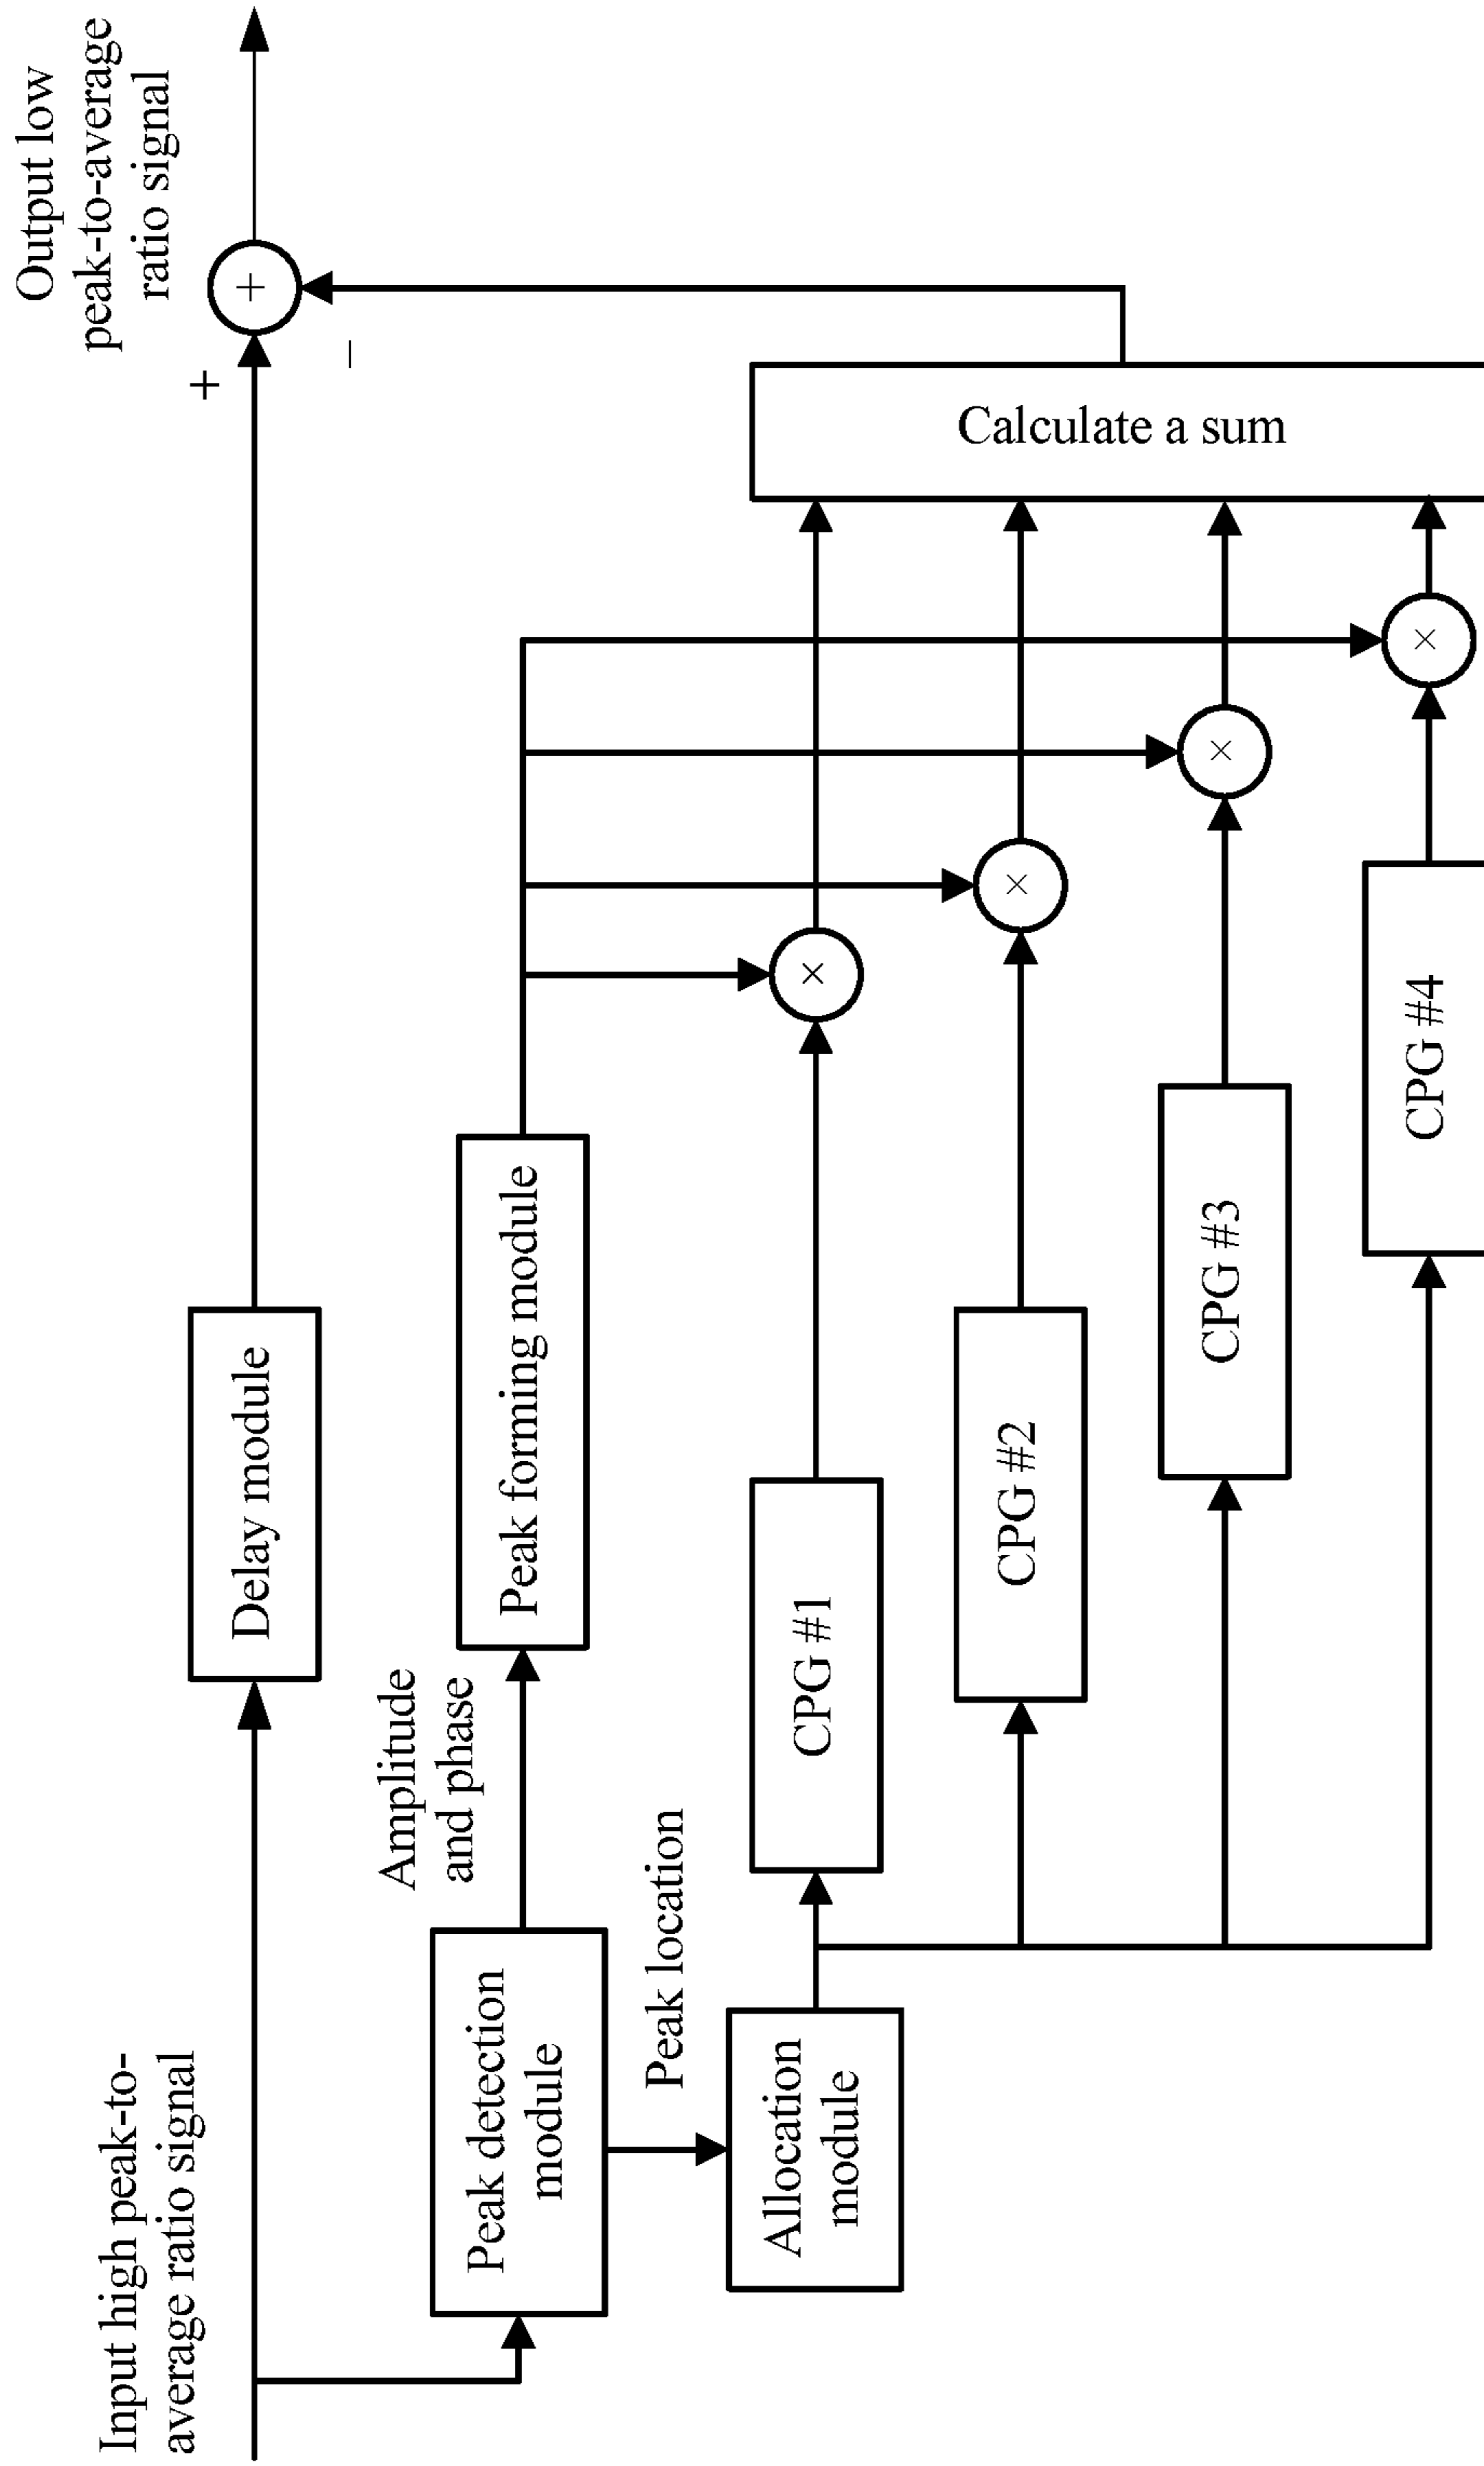 Input high peak-to-
average ratio signal
Delay module
+
−
+
Output low
peak-to-average
ratio signal
Peak detection
module
Amplitude
and phase
Peak forming module
Peak location
Allocation
module
CPG #1
×
CPG #2
×
CPG #3
×
CPG #4
×
Calculate a sum